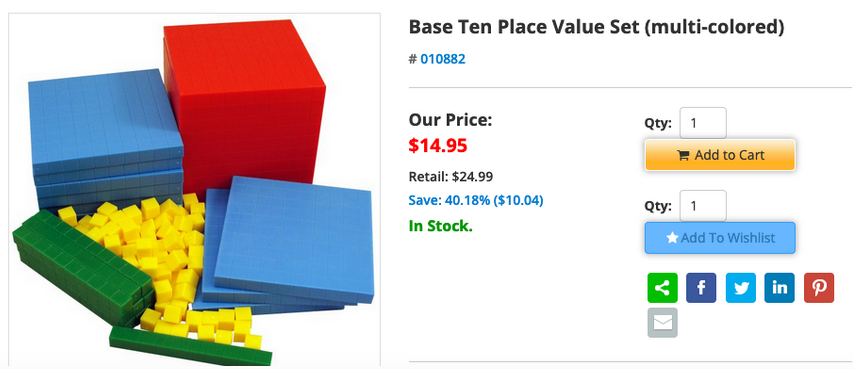 Base Ten Place Value Set (multi-colored)
# 010882
Our Price:
$14.95
Retail: $24.99
Save: 40.18% ($10.04)
In Stock.
Qty: 1
Add to Cart
Qty: 1
Add To Wishlist